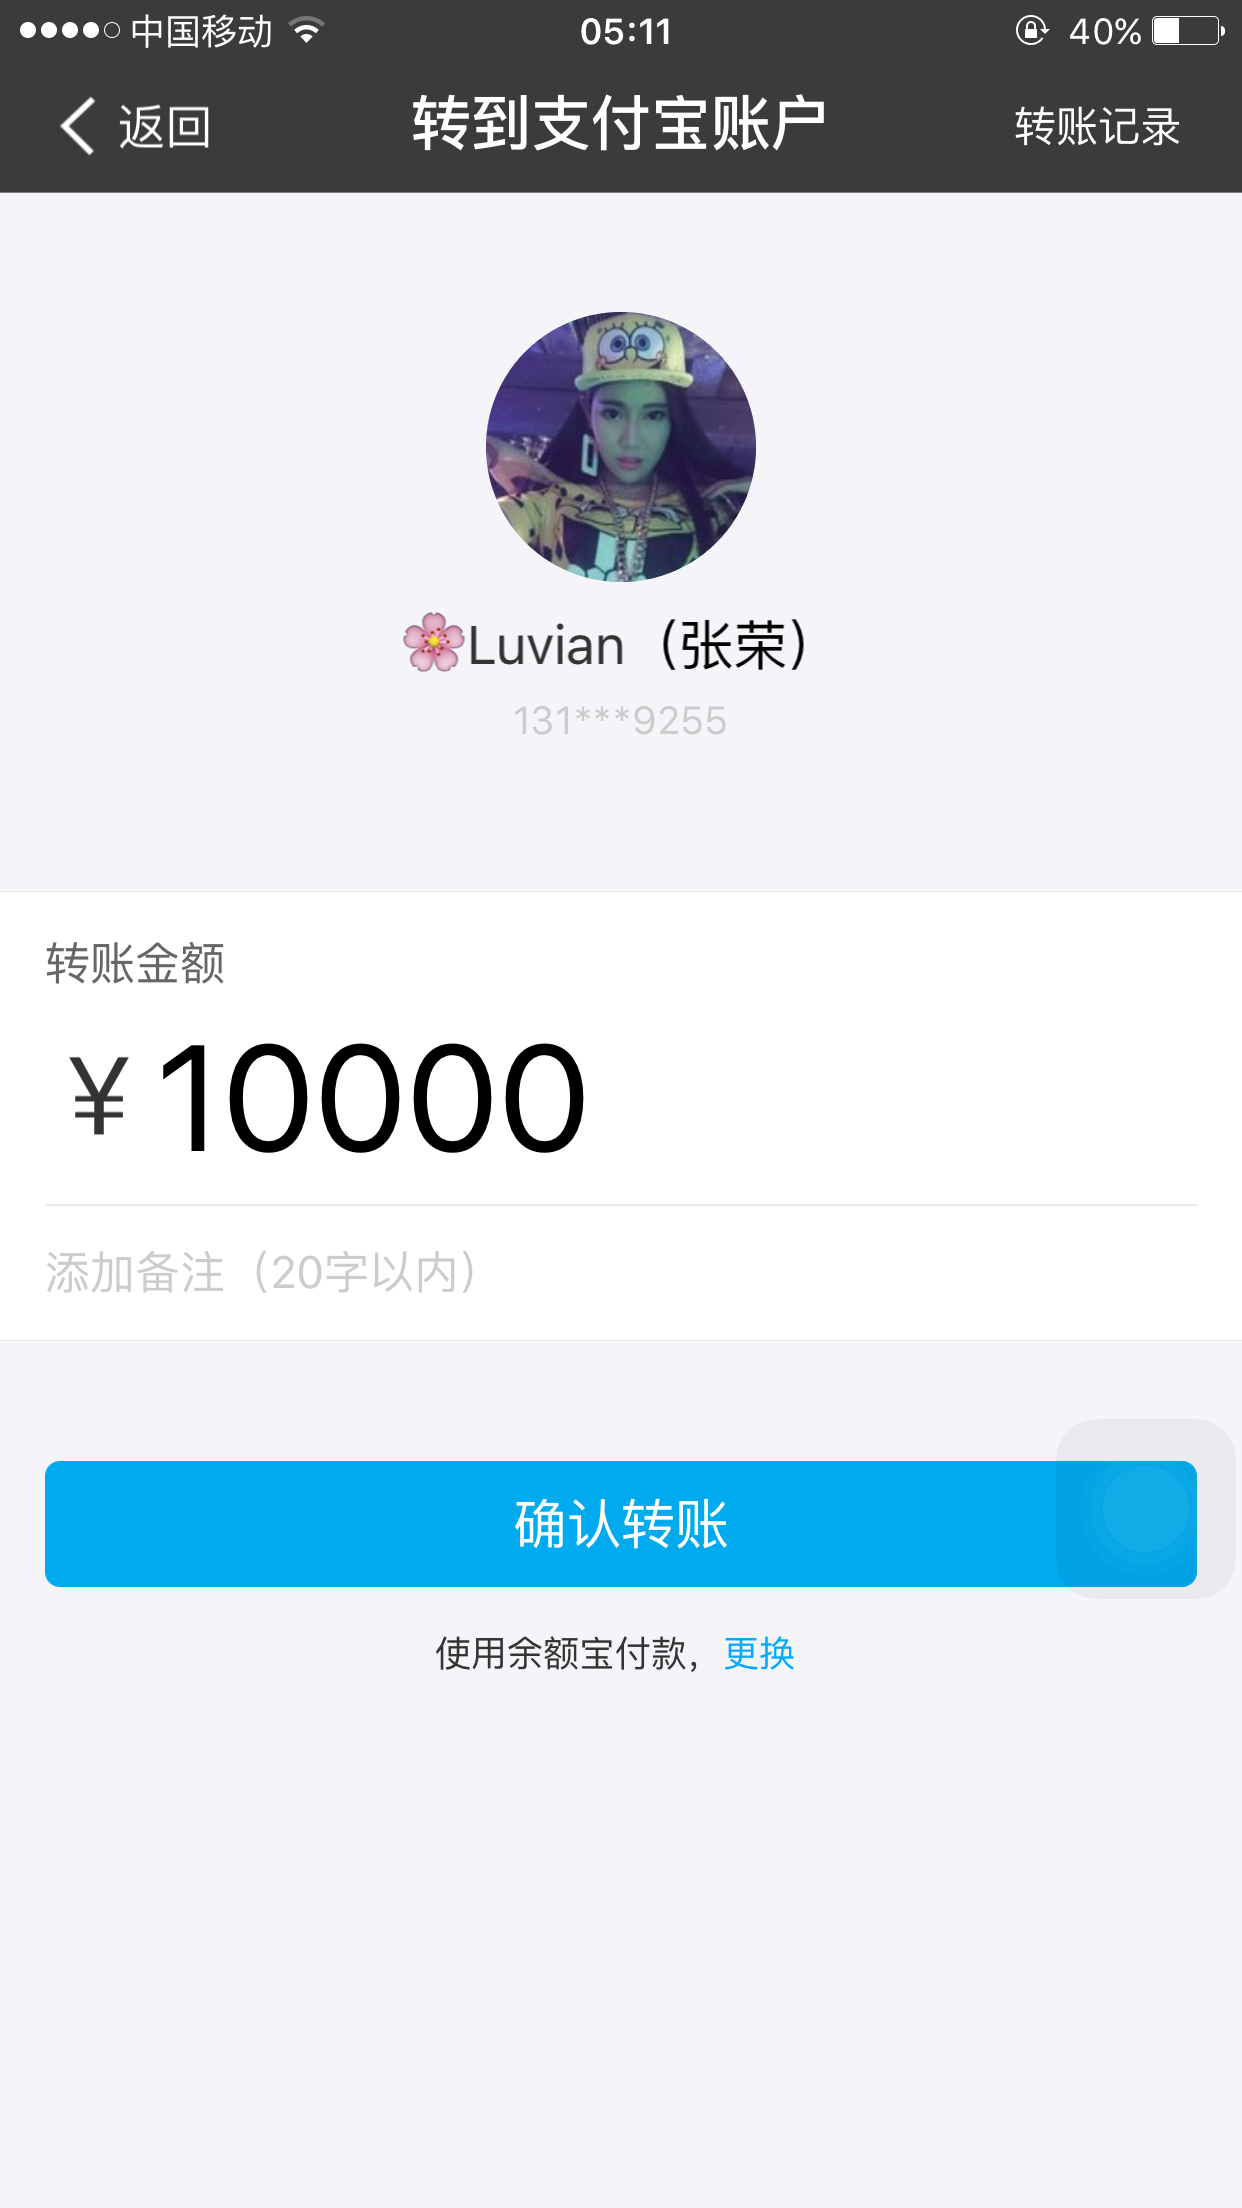 中国移动 05:11 40%
返回 转到支付宝账户 转账记录
🌸Luvian（张荣）
131***9255
转账金额
¥ 10000
添加备注（20字以内）
确认转账
使用余额宝付款，更换